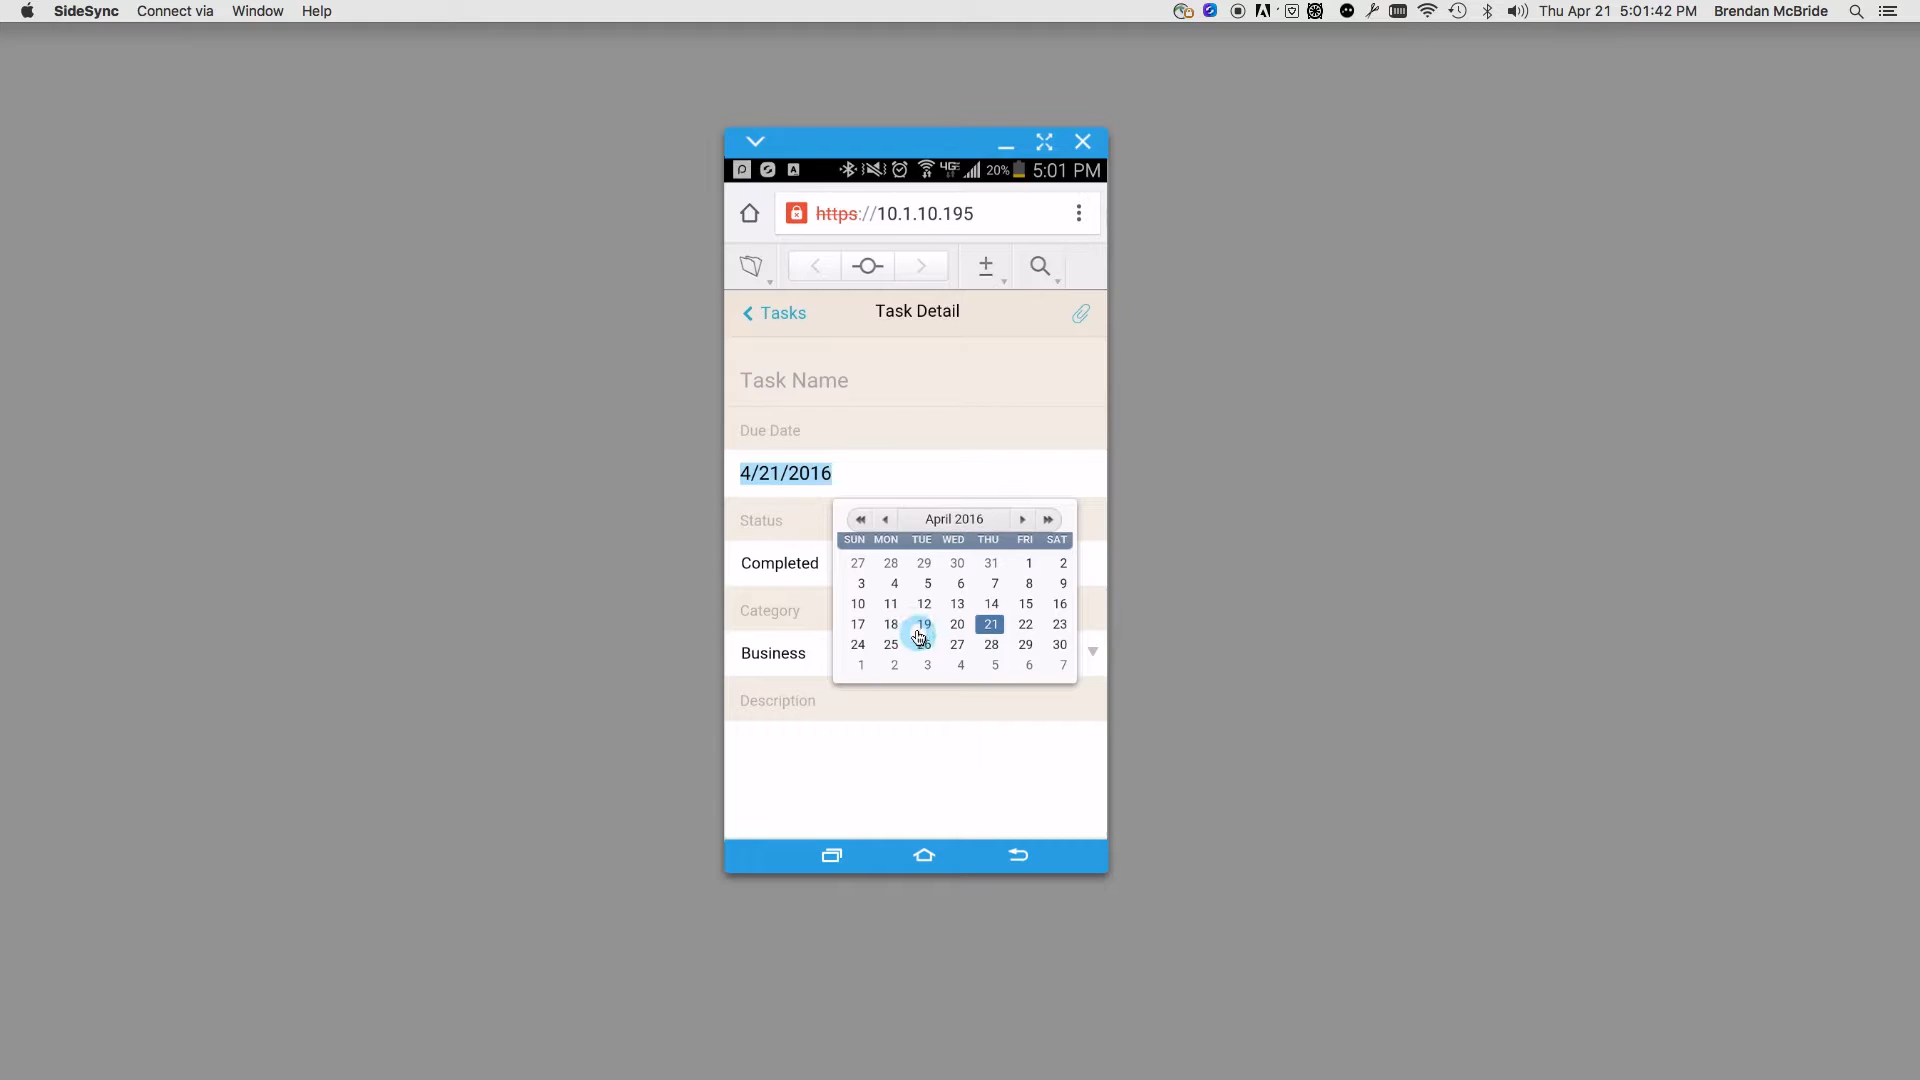 SideSync Connect via Window Help Thu Apr 21 5:01:42 PM Brendan McBride
20% 5:01 PM
https://10.1.10.195
Tasks Task Detail
Task Name
Due Date
4/21/2016
Status
April 2016
SUN MON TUE WED THU FRI SAT
27 28 29 30 31 1 2
3 4 5 6 7 8 9
10 11 12 13 14 15 16
17 18 19 20 21 22 23
24 25 26 27 28 29 30
1 2 3 4 5 6 7
Completed
Category
Business
Description